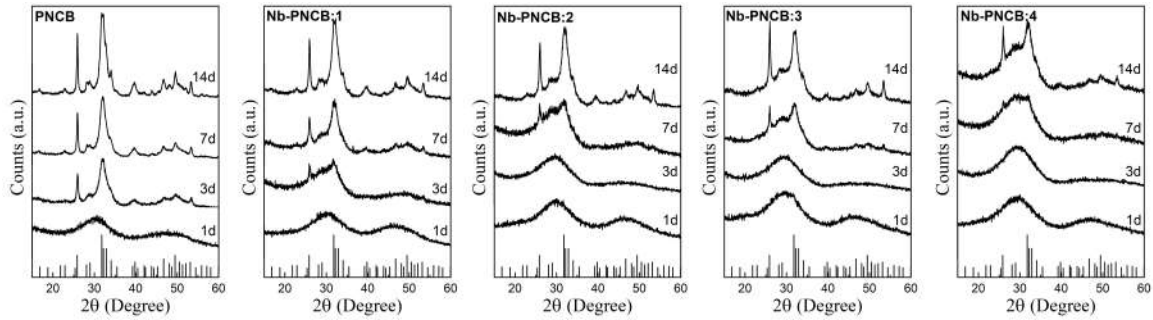 PNCB
14d
7d
3d
1d
Counts (a.u.)
20 30 40 50 60
2θ (Degree)
Nb-PNCB:1
14d
7d
3d
1d
Counts (a.u.)
20 30 40 50 60
2θ (Degree)
Nb-PNCB:2
14d
7d
3d
1d
Counts (a.u.)
20 30 40 50 60
2θ (Degree)
Nb-PNCB:3
14d
7d
3d
1d
Counts (a.u.)
20 30 40 50 60
2θ (Degree)
Nb-PNCB:4
14d
7d
3d
1d
Counts (a.u.)
20 30 40 50 60
2θ (Degree)